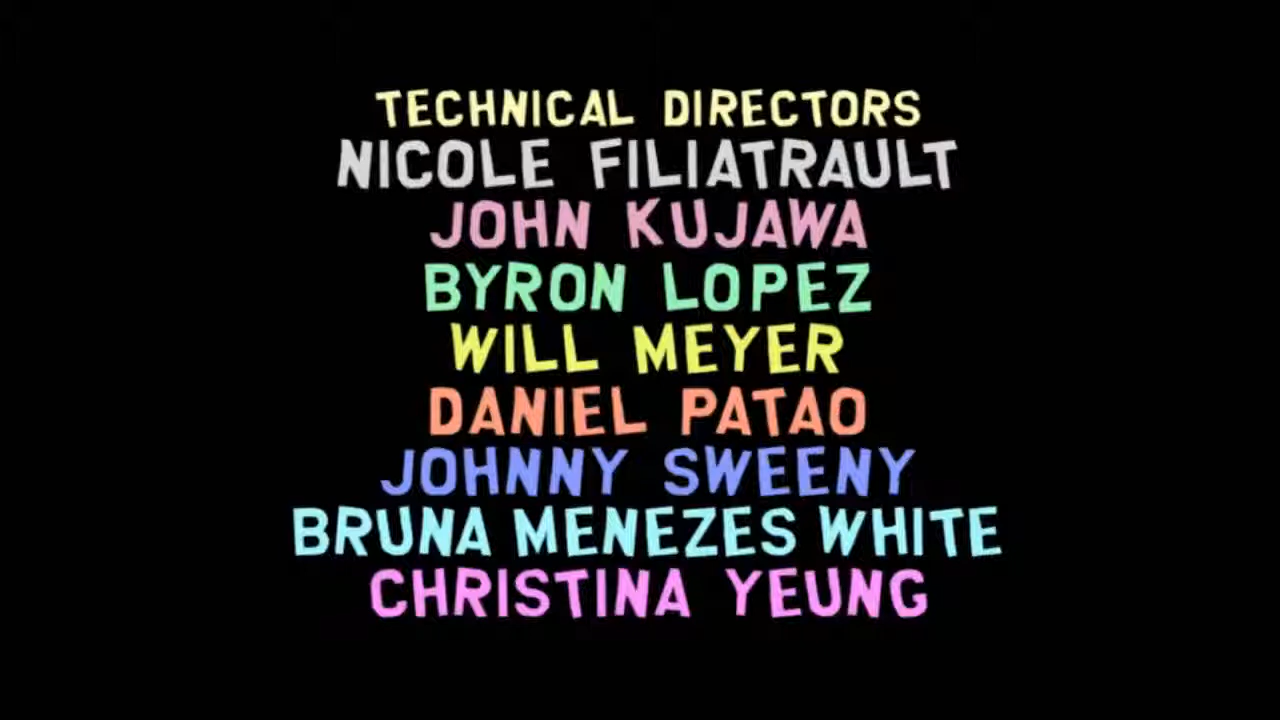 TECHNICAL DIRECTORS
NICOLE FILIATRAULT
JOHN KUJAWA
BYRON LOPEZ
WILL MEYER
DANIEL PATAO
JOHNNY SWEENY
BRUNA MENEZES WHITE
CHRISTINA YEUNG